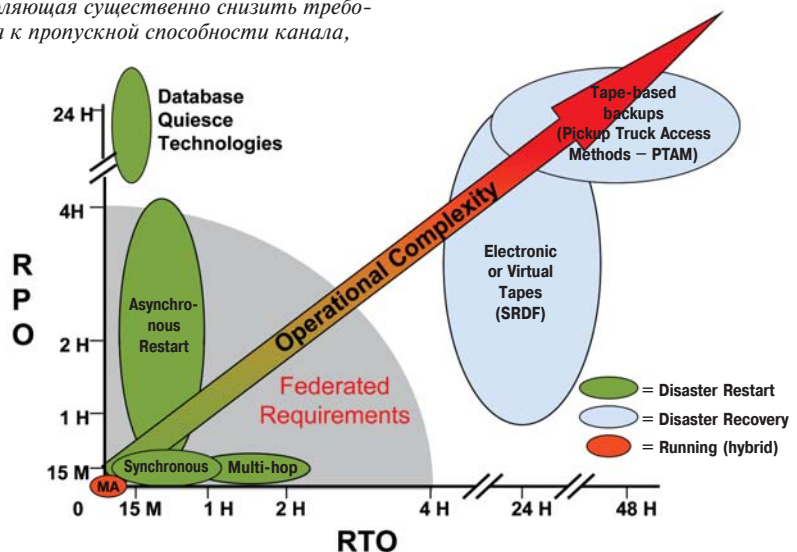 ляющая существенно снизить требо-
к пропускной способности канала,
24 H
Database
Quiesce
Technologies
Tape-based
backups
(Pickup Truck Access
Methods – PTAM)
4H
Operational Complexity
R
P
O
Asynchro-
nous
Restart
Electronic
or Virtual
Tapes
(SRDF)
2 H
Federated
Requirements
1 H
= Disaster Restart
= Disaster Recovery
= Running (hybrid)
15 M
Synchronous
Multi-hop
MA
0
15 M
1 H
2 H
4 H
24 H
48 H
RTO